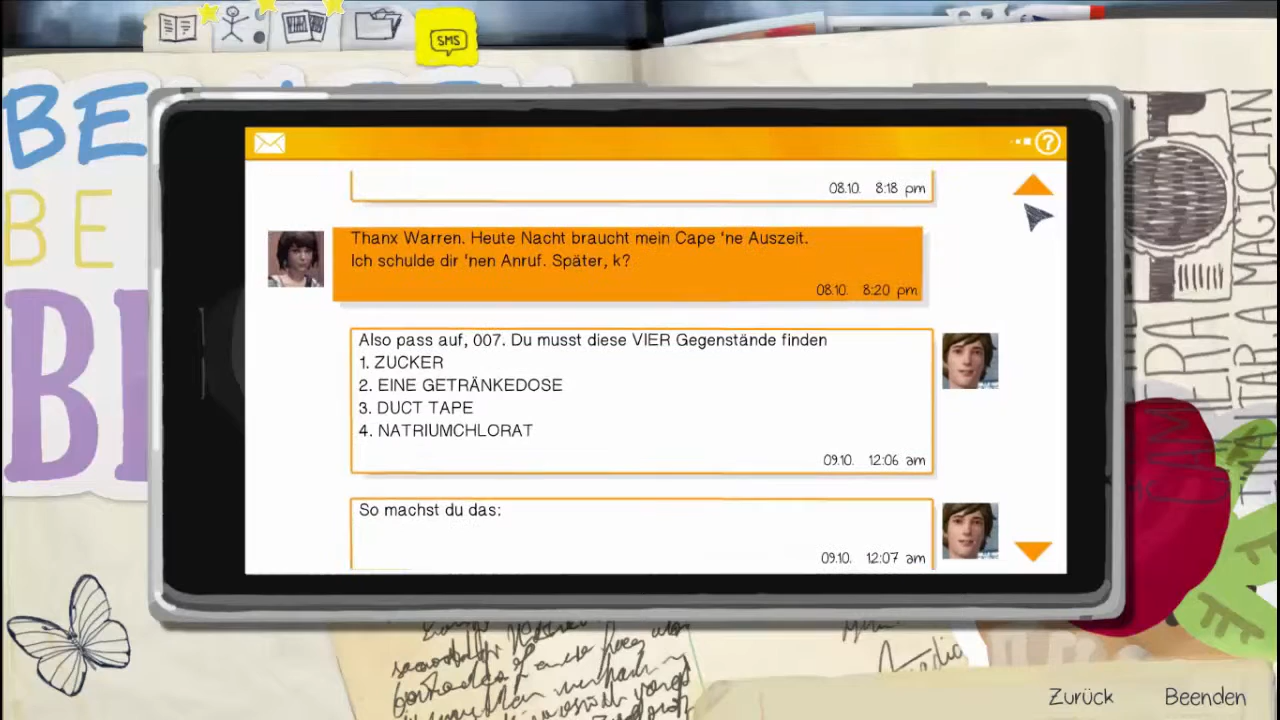 SMS
08.10. 8:18 pm
Thanx Warren. Heute Nacht braucht mein Cape 'ne Auszeit.
Ich schulde dir 'nen Anruf. Später, k?
08.10. 8:20 pm
Also pass auf, 007. Du musst diese VIER Gegenstände finden
1. ZUCKER
2. EINE GETRÄNKEDOSE
3. DUCT TAPE
4. NATRIUMCHLORAT
09.10. 12:06 am
So machst du das:
09.10. 12:07 am
?
BE
BE
MAGICIAN
Zurück Beenden